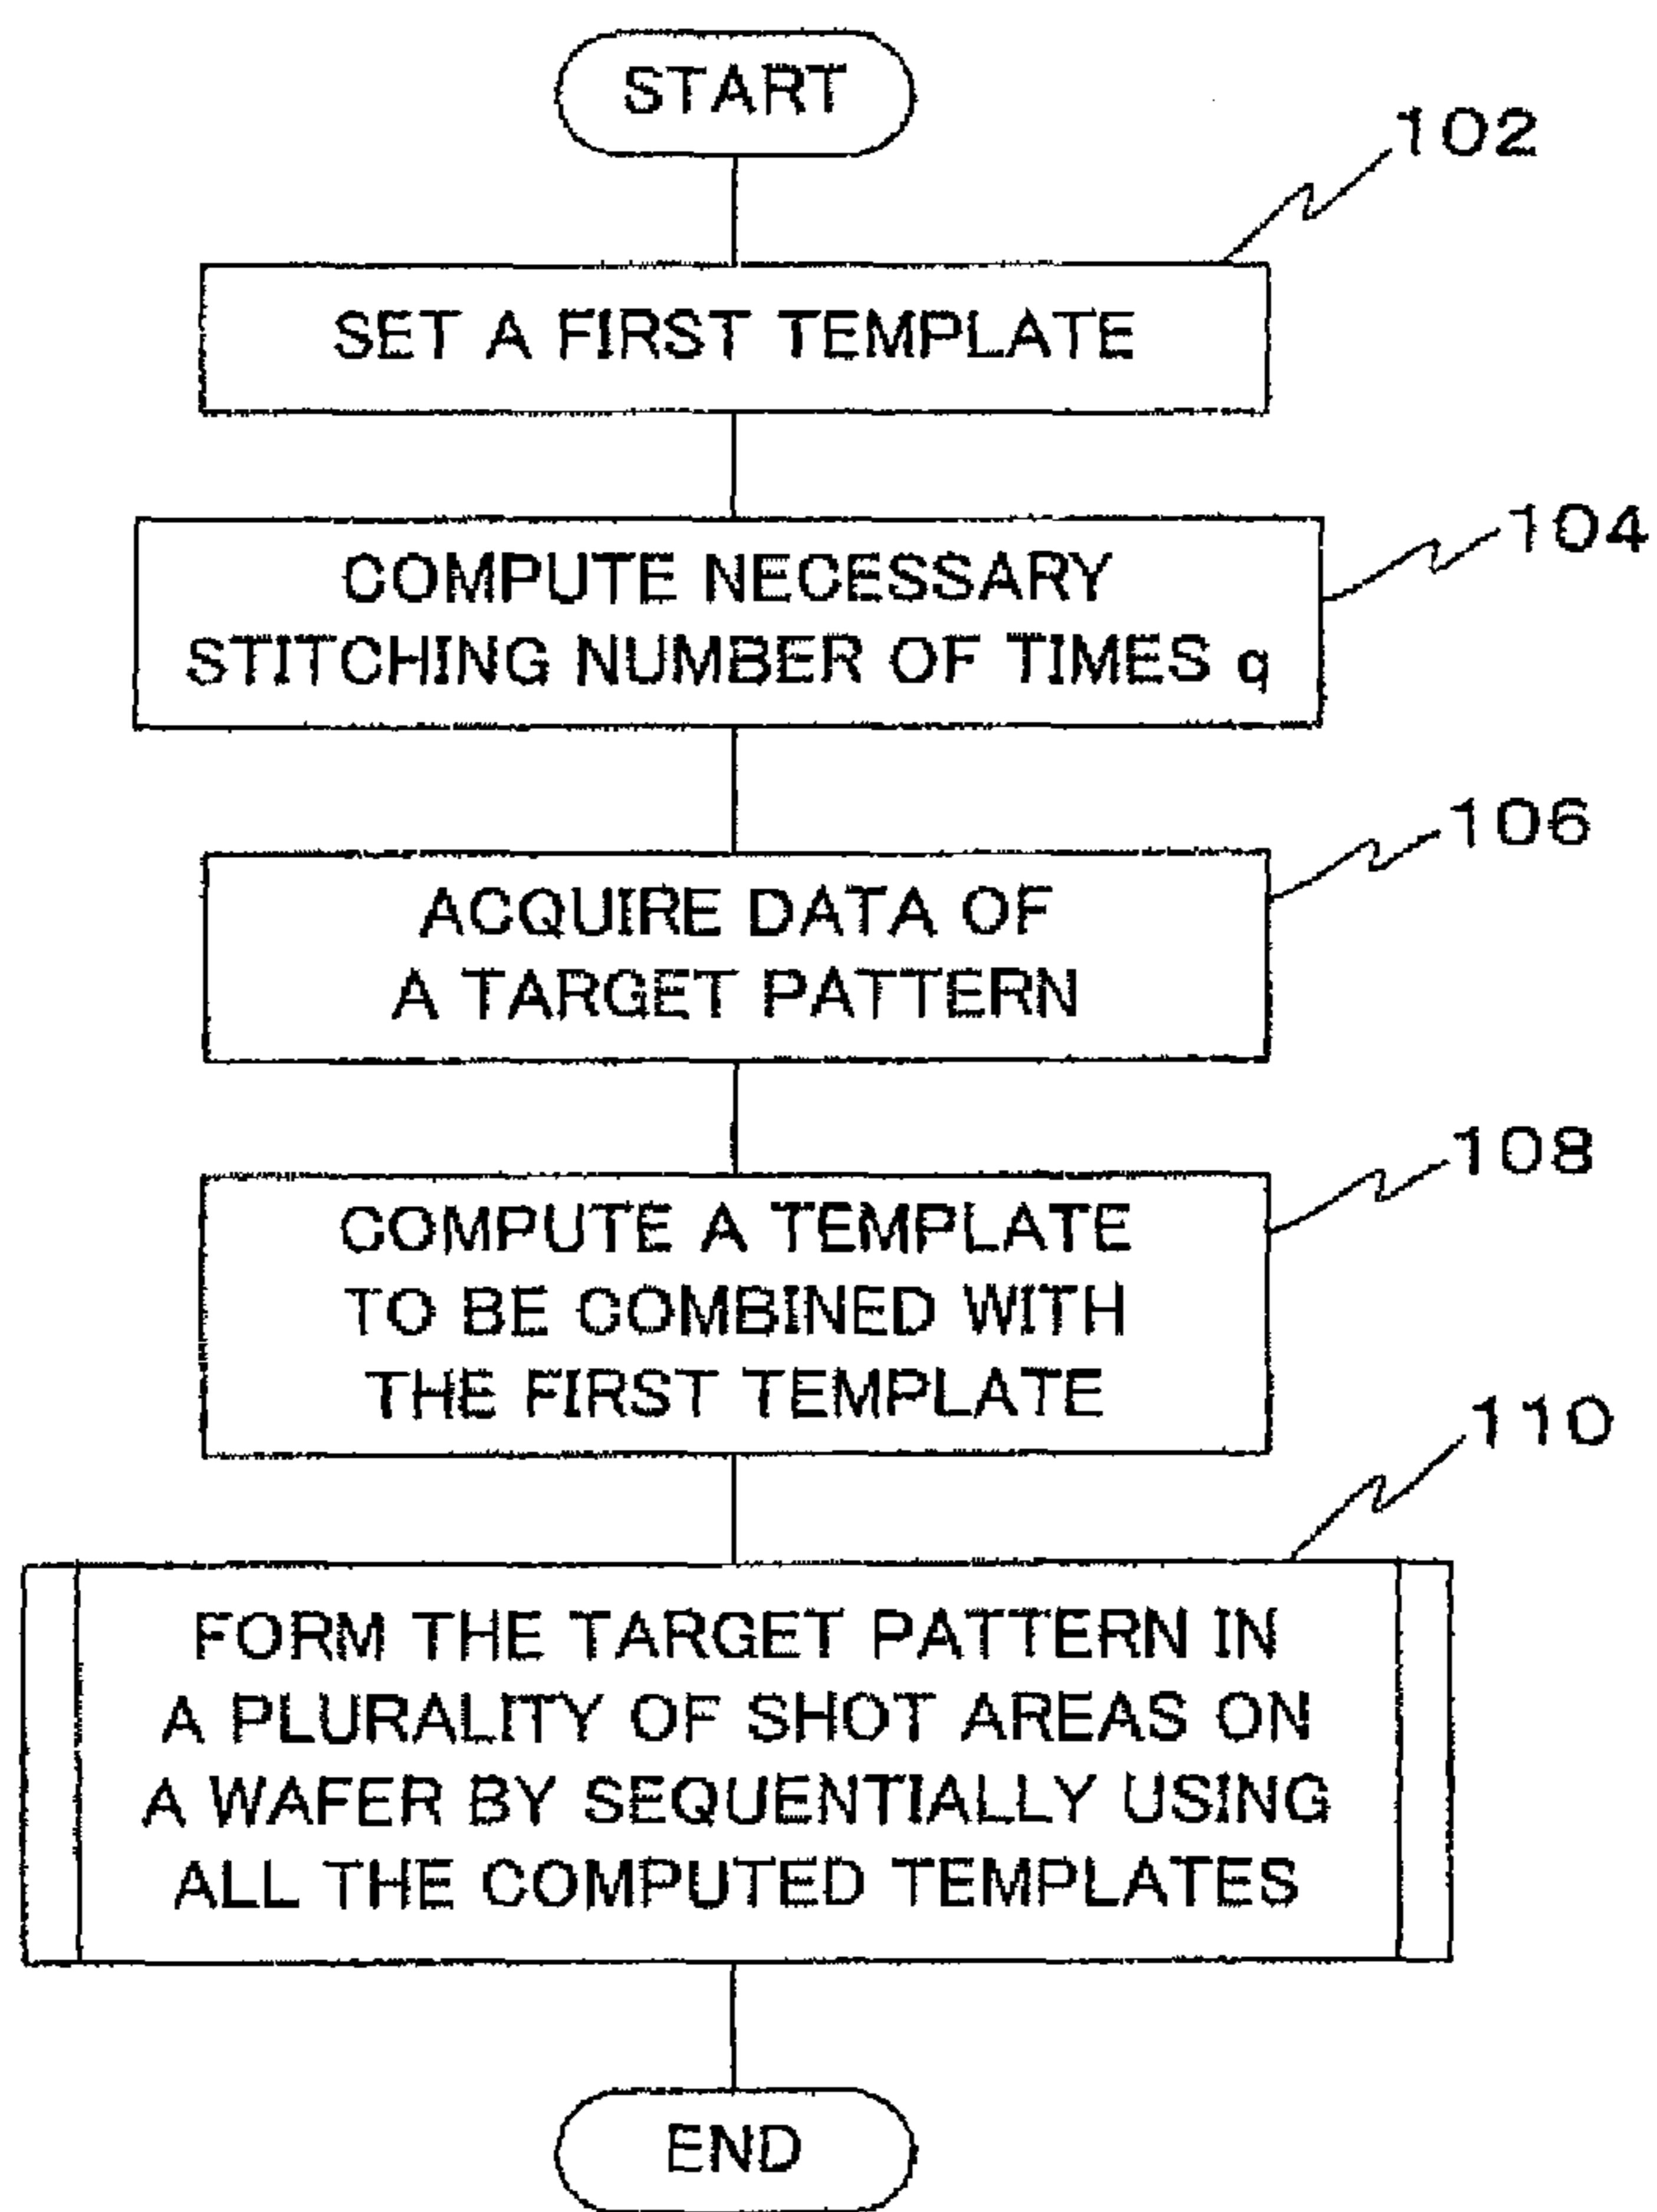 START
102
SET A FIRST TEMPLATE
104
COMPUTE NECESSARY
STITCHING NUMBER OF TIMES q
106
ACQUIRE DATA OF
A TARGET PATTERN
108
COMPUTE A TEMPLATE
TO BE COMBINED WITH
THE FIRST TEMPLATE
110
FORM THE TARGET PATTERN IN
A PLURALITY OF SHOT AREAS ON
A WAFER BY SEQUENTIALLY USING
ALL THE COMPUTED TEMPLATES
END